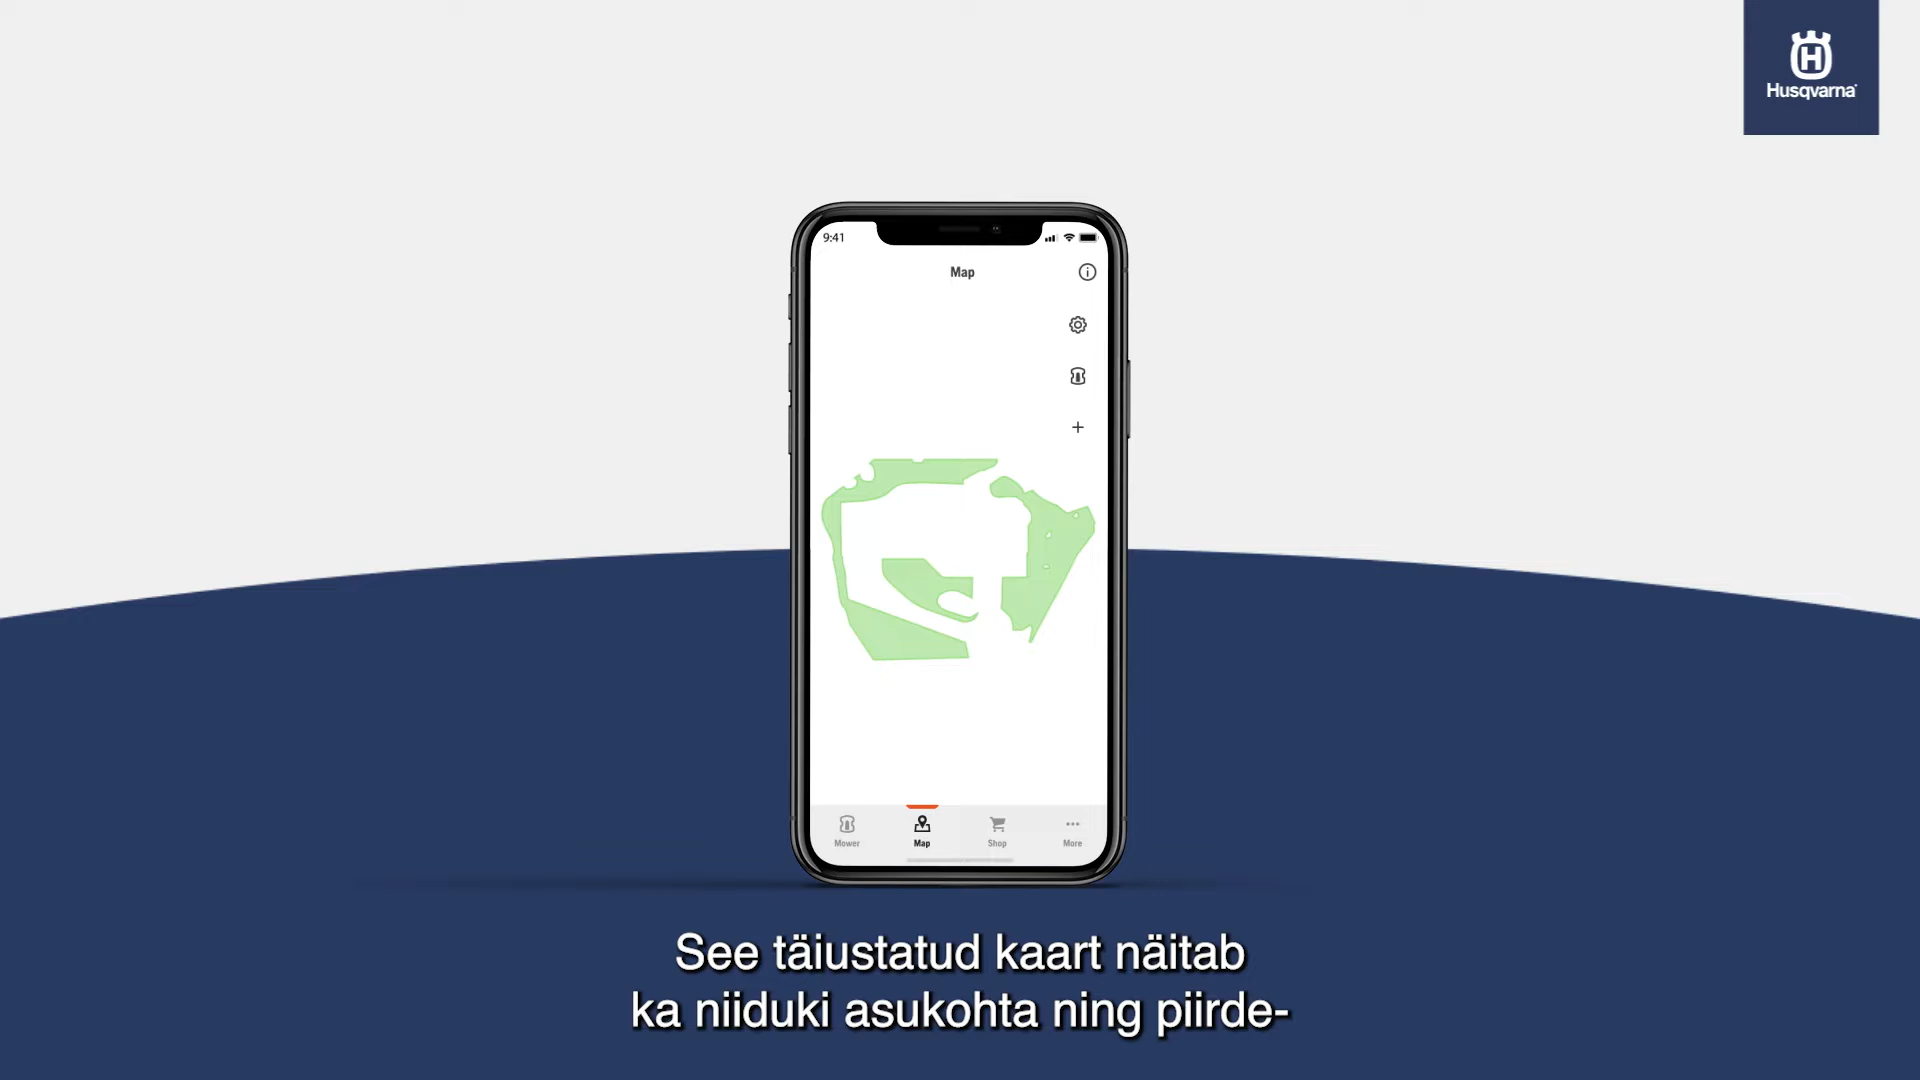 Husqvarna
9:41
Map
Mower
Map
Shop
More
See täiustatud kaart näitab
ka niiduki asukohta ning piirde-